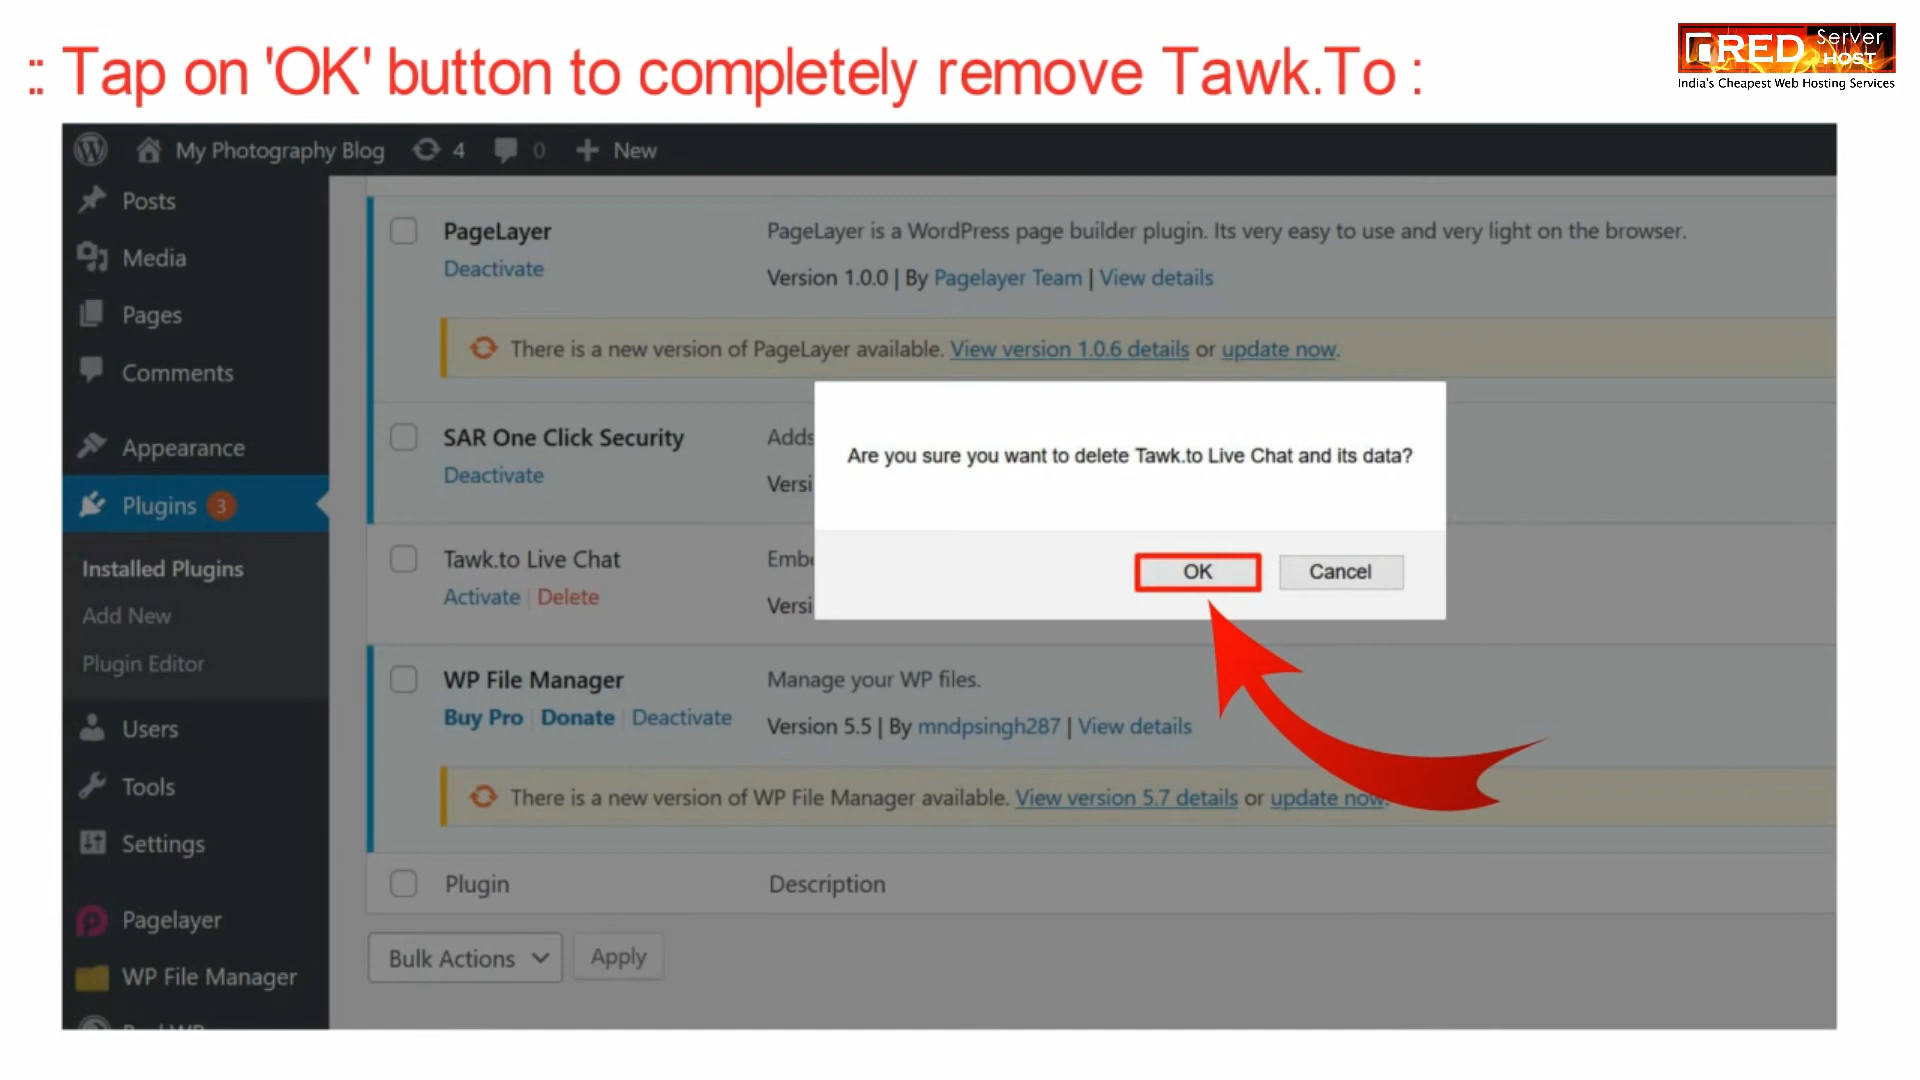 :: Tap on 'OK' button to completely remove Tawk.To :
RED Server HOST
India's Cheapest Web Hosting Services
My Photography Blog 4 0 New
Posts
Media
Pages
Comments
Appearance
Plugins 3
Installed Plugins
Add New
Plugin Editor
Users
Tools
Settings
Pagelayer
WP File Manager
PageLayer PageLayer is a WordPress page builder plugin. Its very easy to use and very light on the browser.
Deactivate Version 1.0.0 | By Pagelayer Team | View details
There is a new version of PageLayer available. View version 1.0.6 details or update now.
SAR One Click Security Adds
Deactivate Versi
Tawk.to Live Chat Embe
Activate | Delete Versi
Are you sure you want to delete Tawk.to Live Chat and its data?
OK Cancel
WP File Manager Manage your WP files.
Buy Pro | Donate | Deactivate Version 5.5 | By mndpsingh287 | View details
There is a new version of WP File Manager available. View version 5.7 details or update now.
Plugin Description
Bulk Actions Apply